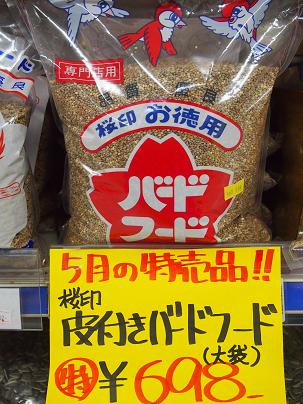 専門店用
桜印 お徳用
バード
フード
5月の特売品!!
桜印
皮付きバードフード
(大袋)
特 ¥698-